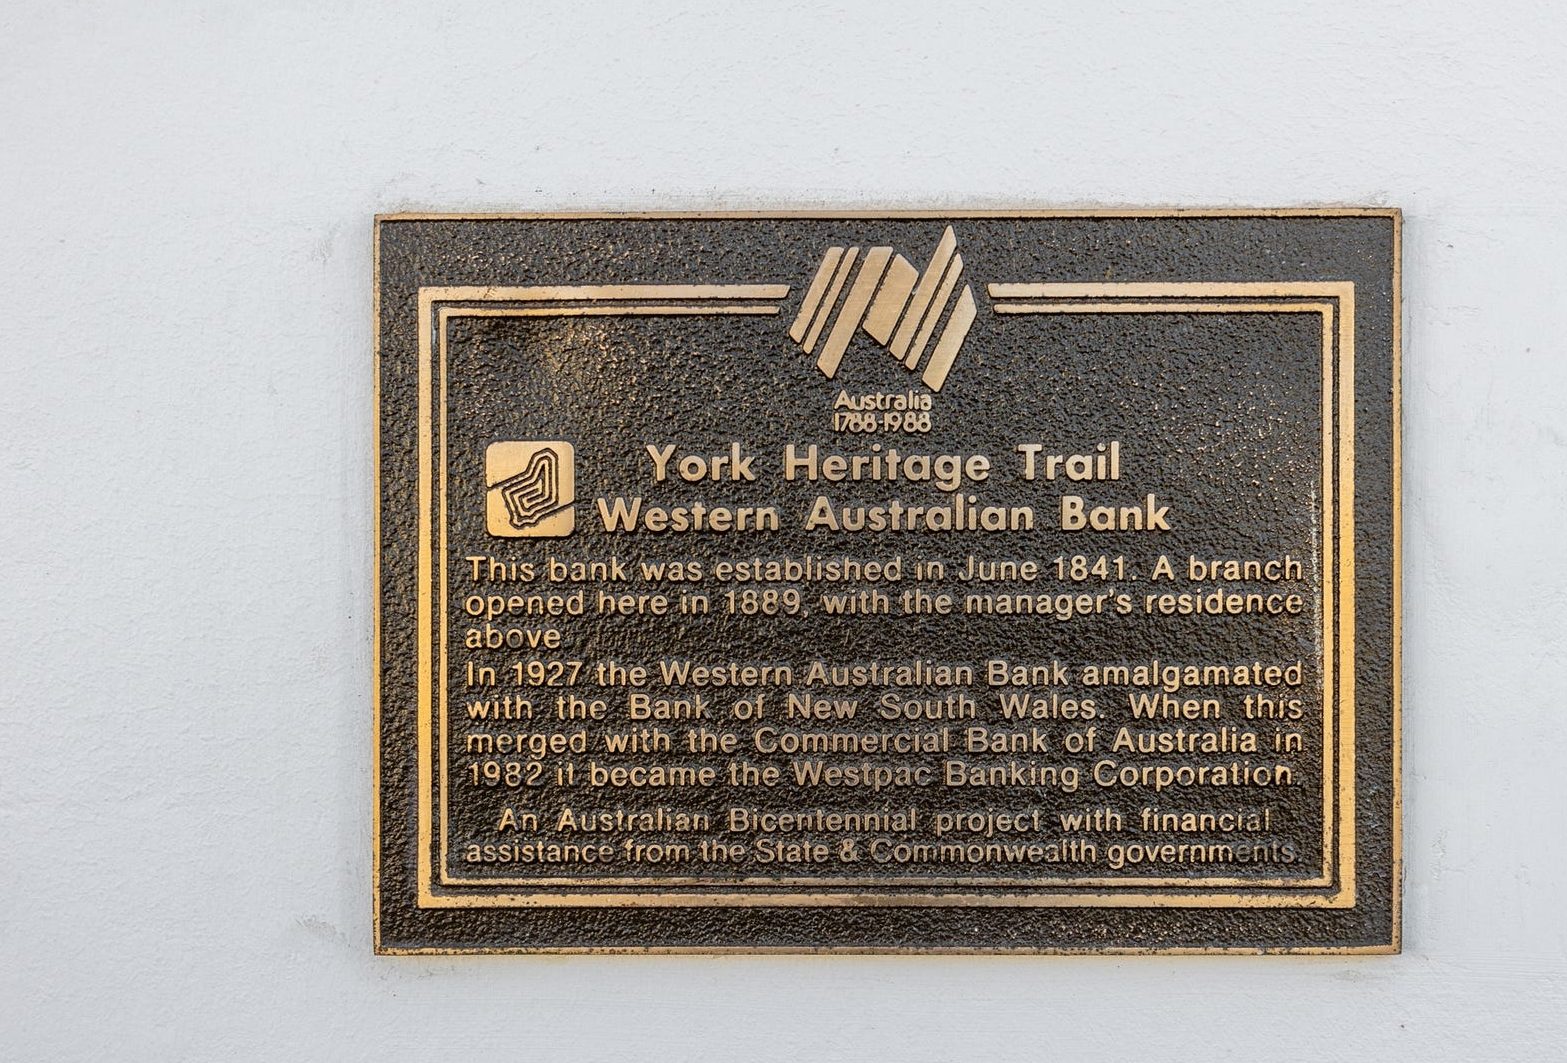 Australia
1788-1988
York Heritage Trail
Western Australian Bank
This bank was established in June 1841. A branch
opened here in 1889, with the manager's residence
above
In 1927 the Western Australian Bank amalgamated
with the Bank of New South Wales. When this
merged with the Commercial Bank of Australia in
1982 it became the Westpac Banking Corporation.
An Australian Bicentennial project with financial
assistance from the State & Commonwealth governments.